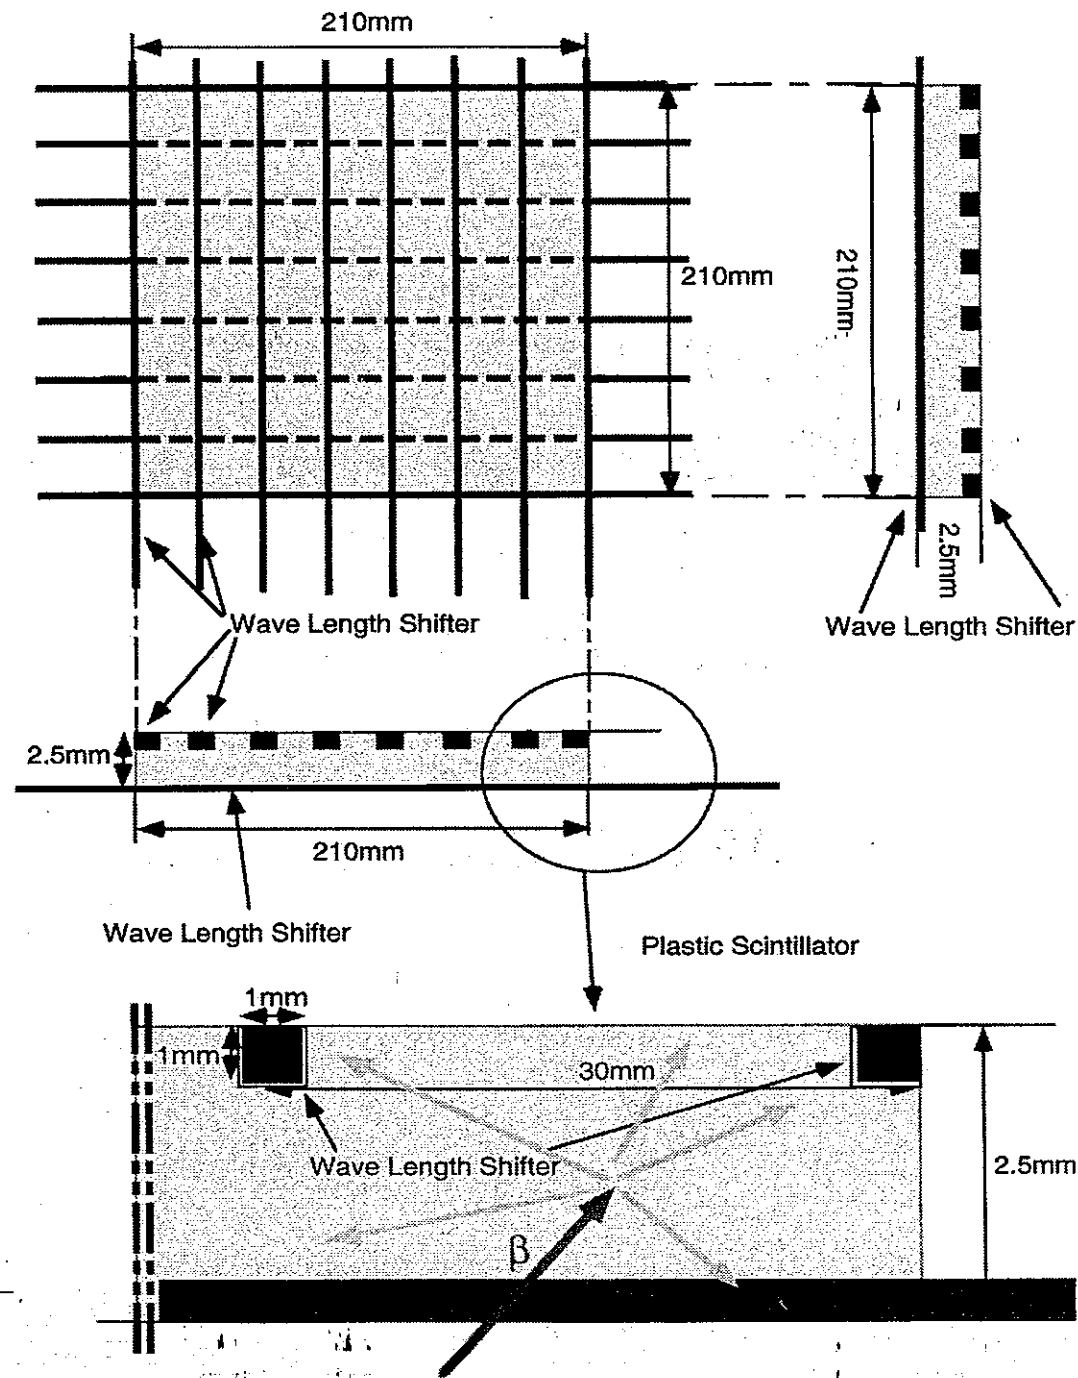 210mm
210mm
210mm
2.5mm
Wave Length Shifter
Wave Length Shifter
2.5mm
210mm
Wave Length Shifter
Plastic Scintillator
1mm
1mm
30mm
Wave Length Shifter
2.5mm
β